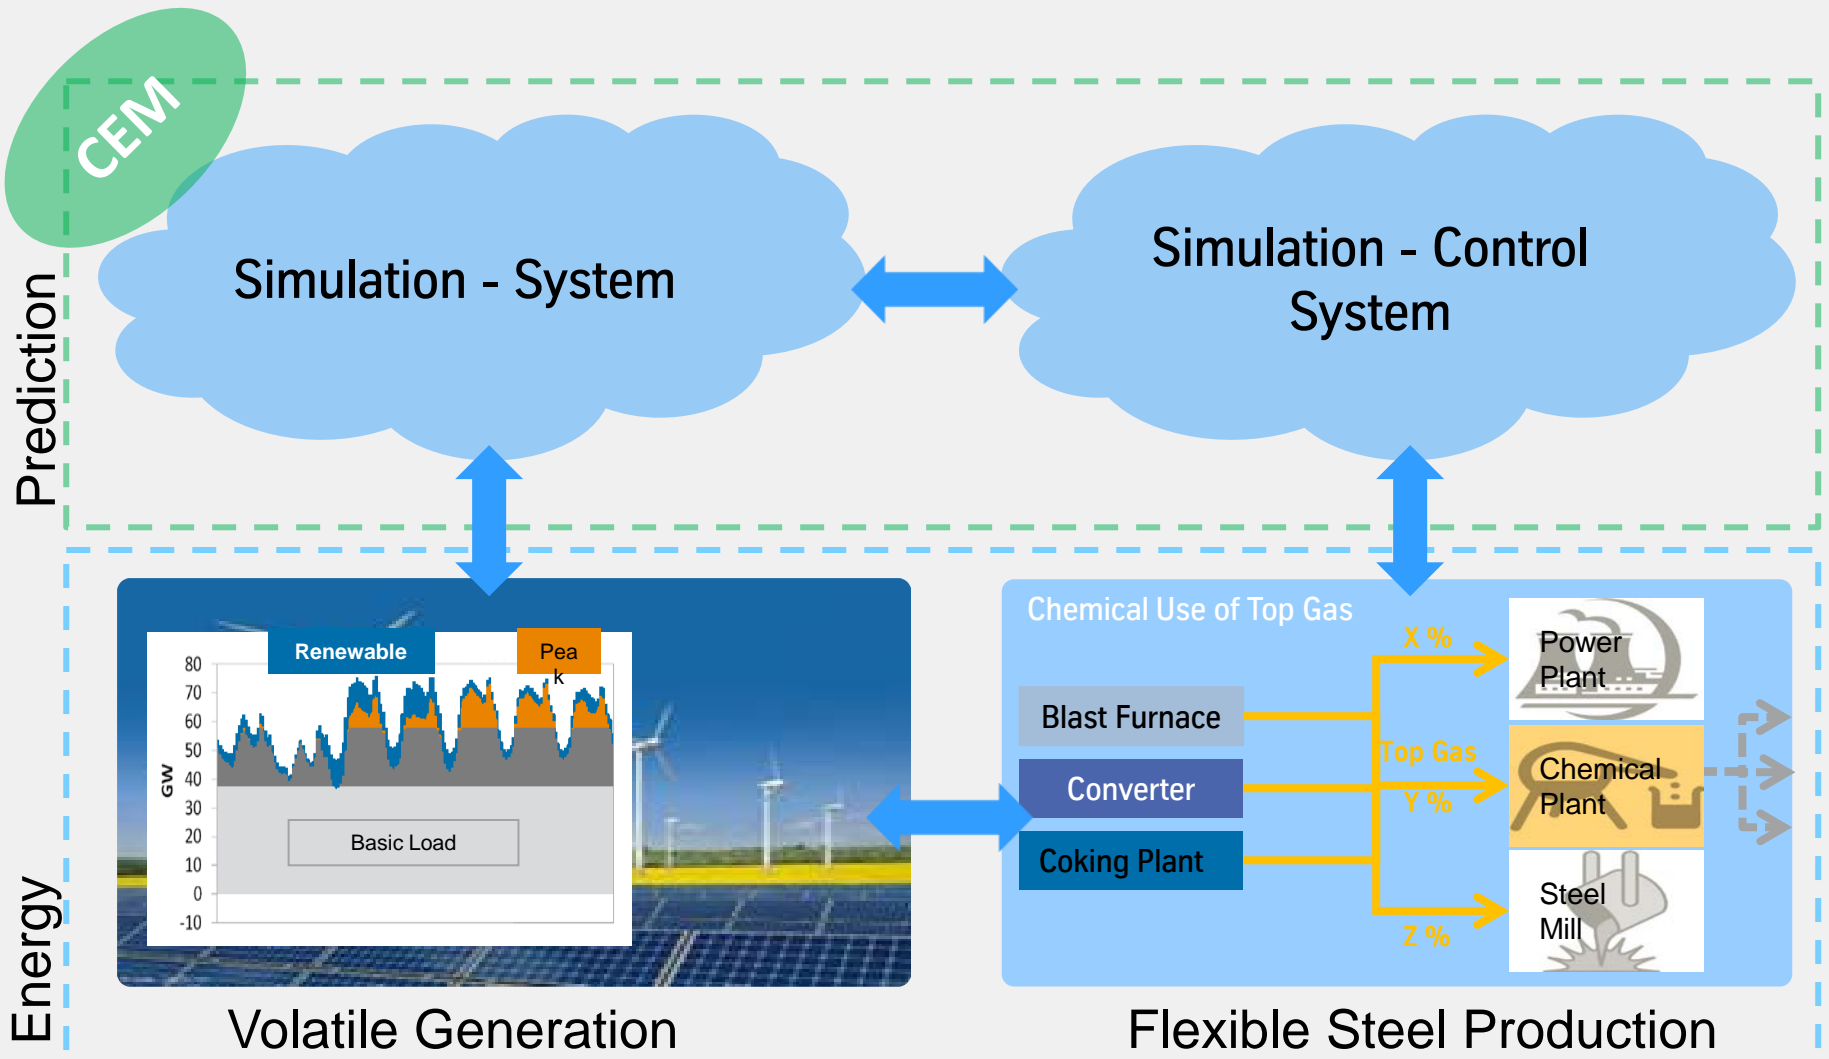 CEM
Prediction
Simulation - System
Simulation - Control
System
Energy
Renewable
Pea
k
GW
80
70
60
50
40
30
20
10
0
-10
Basic Load
Volatile Generation
Chemical Use of Top Gas
Blast Furnace
Converter
Coking Plant
X %
Top Gas
Y %
Z %
Power
Plant
Chemical
Plant
Steel
Mill
Flexible Steel Production